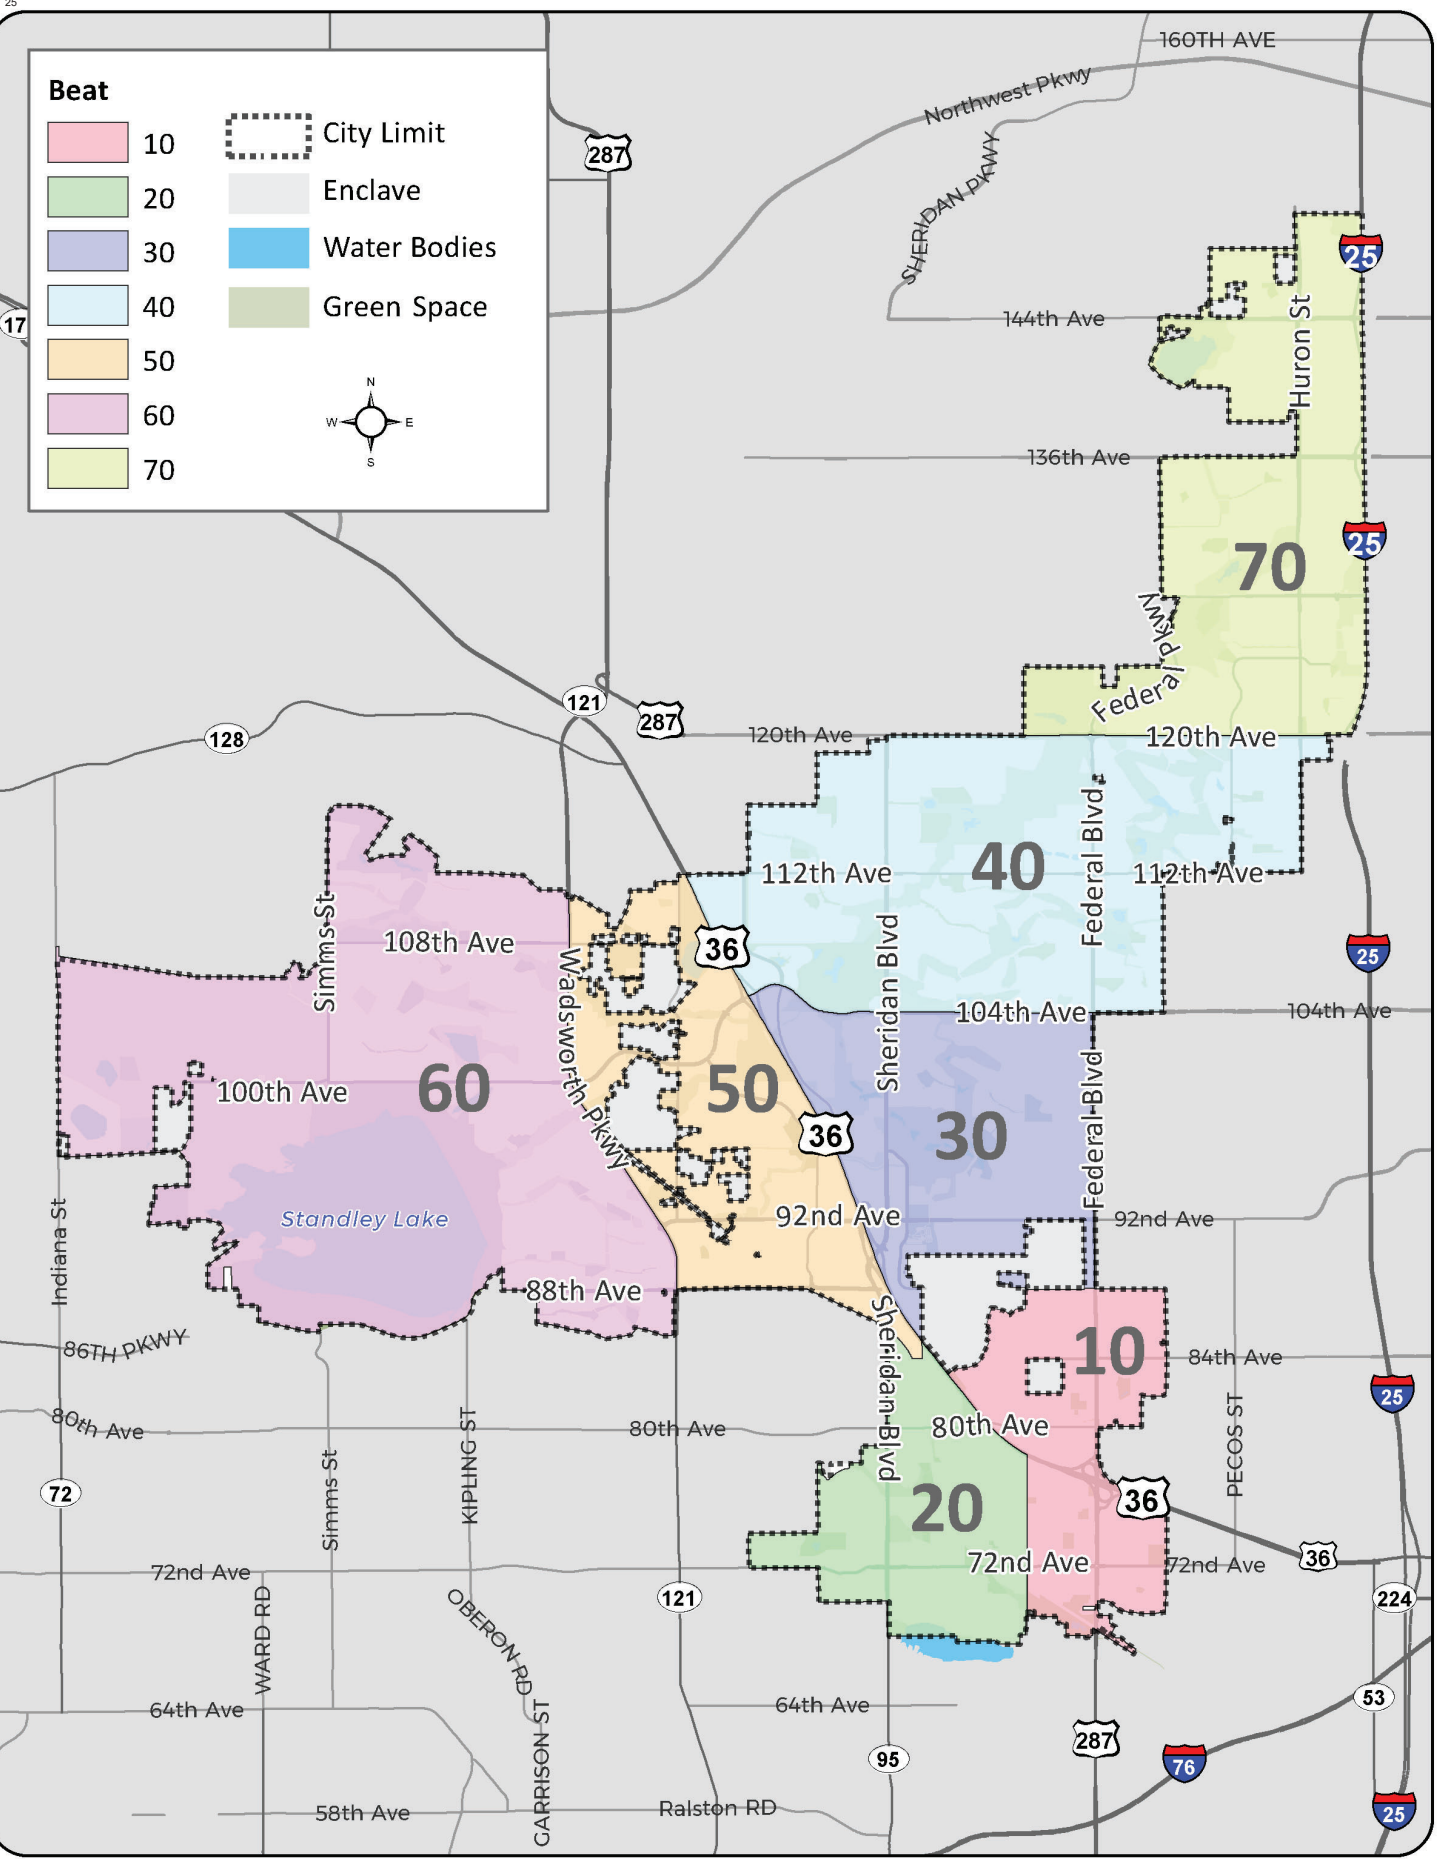 25
Beat
10
20
30
40
50
60
70
City Limit
Enclave
Water Bodies
Green Space
N
W
E
S
160TH AVE
Northwest Pkwy
SHERIDAN PKWY
287
25
17
144th Ave
Huron St
136th Ave
25
70
Federal Pkwy
121
287
128
120th Ave
120th Ave
Federal Blvd
40
112th Ave
112th Ave
Simms St
108th Ave
36
Wadsworth Pkwy
Sheridan Blvd
25
104th Ave
104th Ave
100th Ave
60
50
36
30
Federal Blvd
Standley Lake
92nd Ave
92nd Ave
Indiana St
88th Ave
Sheridan Blvd
86TH PKWY
10
84th Ave
25
80th Ave
80th Ave
80th Ave
KIPLING ST
PECOS ST
Simms St
72
20
36
72nd Ave
72nd Ave
72nd Ave
36
WARD RD
OBERON RD
121
224
64th Ave
64th Ave
53
GARRISON ST
95
287
76
58th Ave
Ralston RD
25